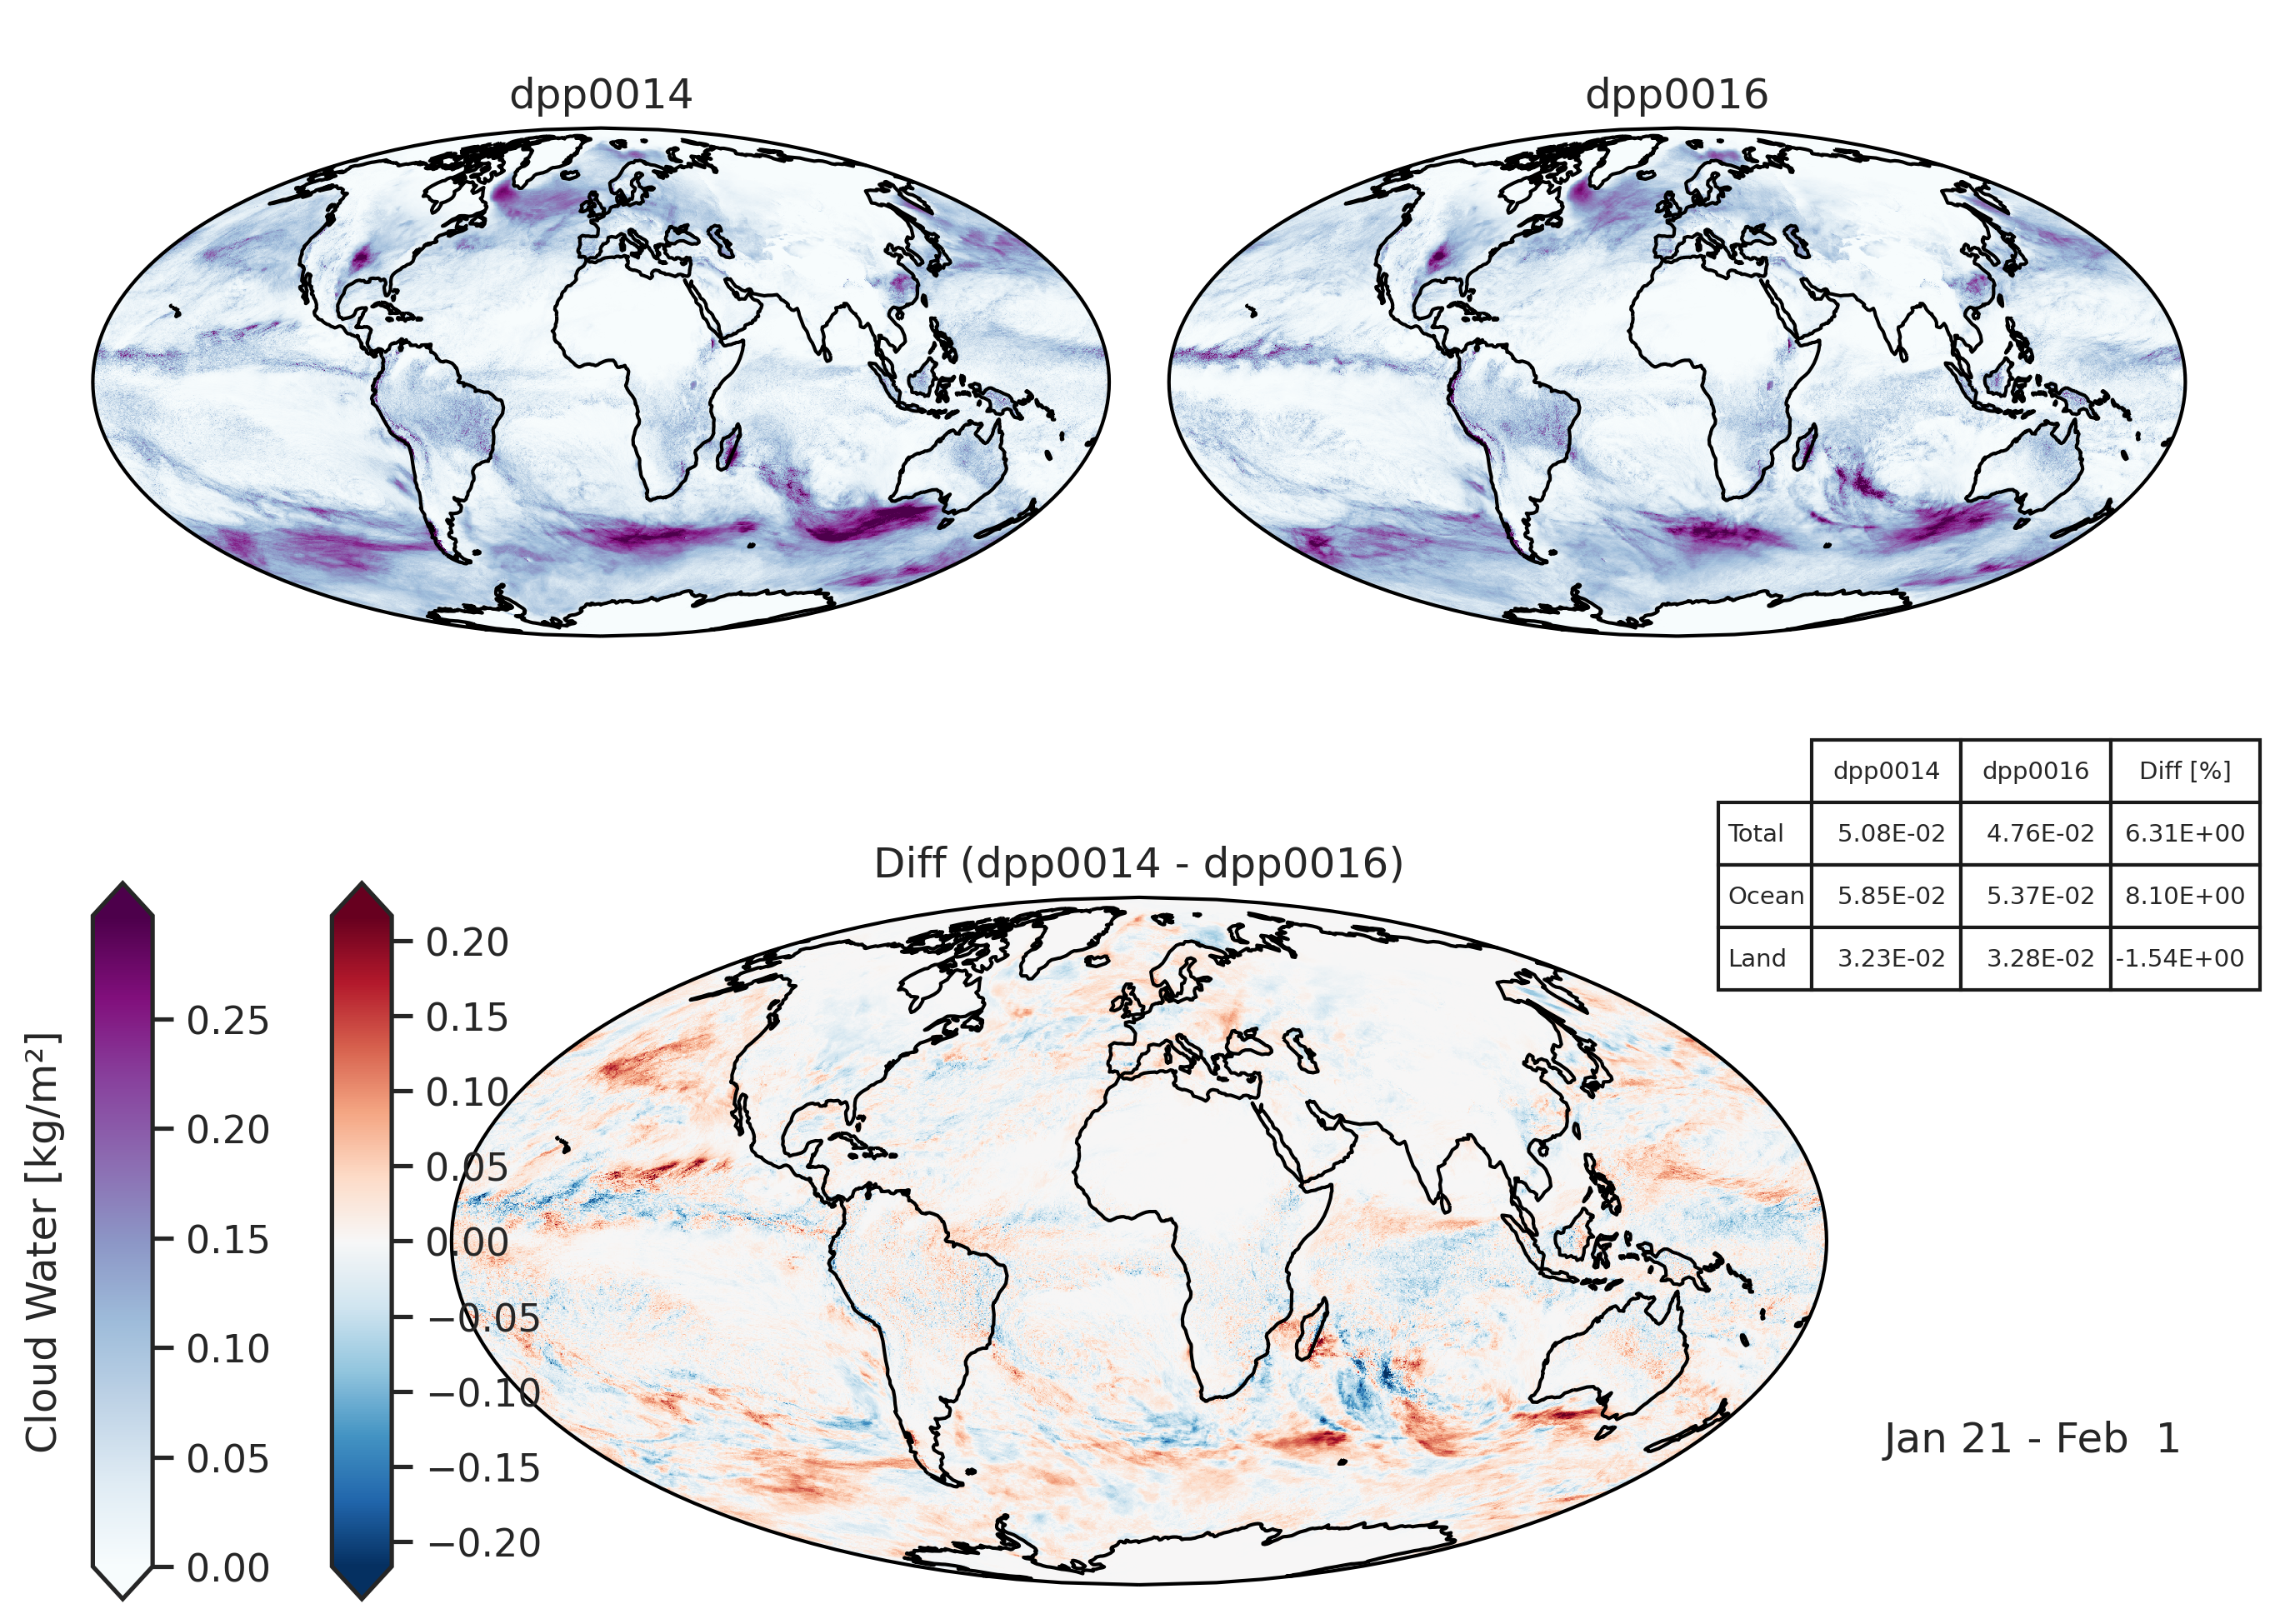 dpp0014
dpp0016
dpp0014 dpp0016 Diff [%]
Total 5.08E-02 4.76E-02 6.31E+00
Ocean 5.85E-02 5.37E-02 8.10E+00
Land 3.23E-02 3.28E-02 -1.54E+00
Diff (dpp0014 - dpp0016)
Cloud Water [kg/m²]
0.25
0.20
0.15
0.10
0.05
0.00
0.20
0.15
0.10
0.05
0.00
−0.05
−0.10
−0.15
−0.20
Jan 21 - Feb  1